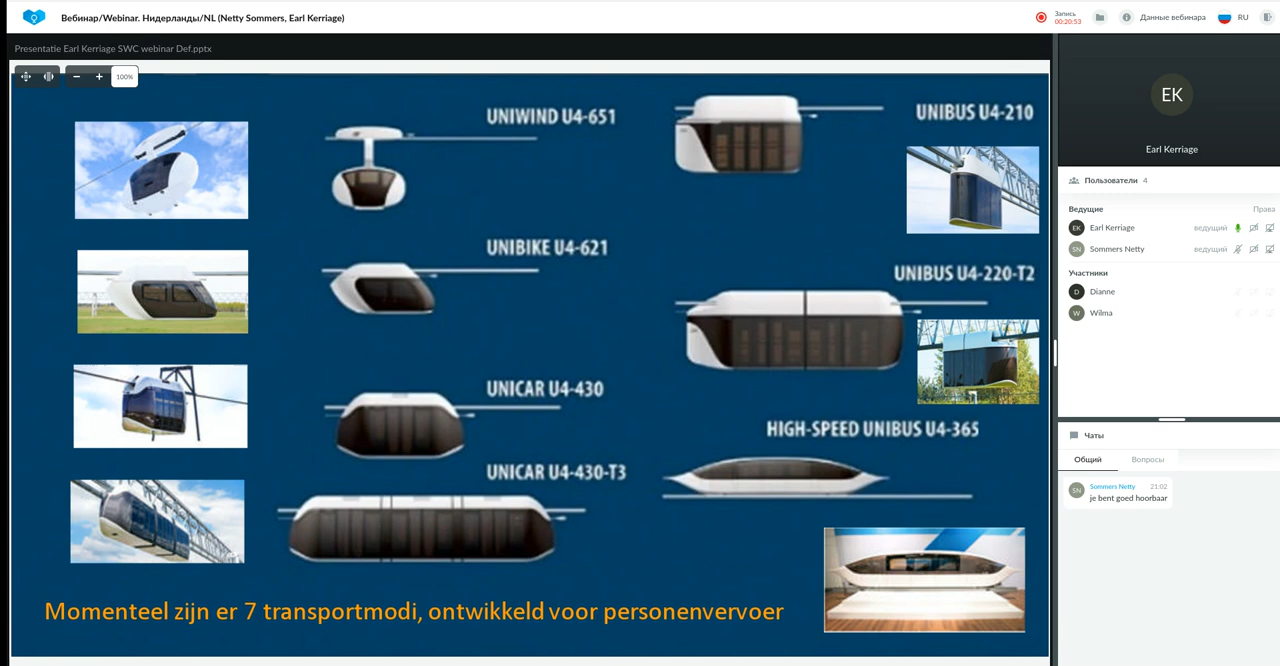 Вебинар/Webinar. Нидерланды/NL (Netty Sommers, Earl Kerriage)
Запись
00:20:53
Данные вебинара
RU
Presentatie Earl Kerriage SWC webinar Def.pptx
100%
UNIWIND U4-651
UNIBIKE U4-621
UNICAR U4-430
UNICAR U4-430-T3
UNIBUS U4-210
UNIBUS U4-220-T2
HIGH-SPEED UNIBUS U4-365
Momenteel zijn er 7 transportmodi, ontwikkeld voor personenvervoer
EK
Earl Kerriage
Пользователи 4
Ведущие Права
EK Earl Kerriage ведущий
SN Sommers Netty ведущий
Участники
D Dianne
W Wilma
Чаты
Общий Вопросы
SN Sommers Netty 21:02
je bent goed hoorbaar